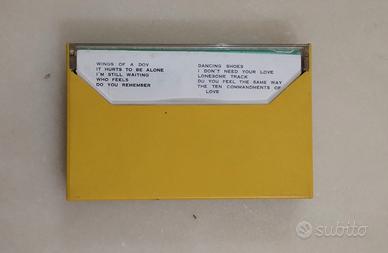 WINGS OF A DOV
IT HURTS TO BE ALONE
I'M STILL WAITING
WHO FEELS
DO YOU REMEMBER
DANCING SHOES
I DON'T NEED YOUR LOVE
LONESOME TRACK
DU YOU FEEL THE SAME WAY
THE TEN COMMANDMENTS OF
LOVE
subito